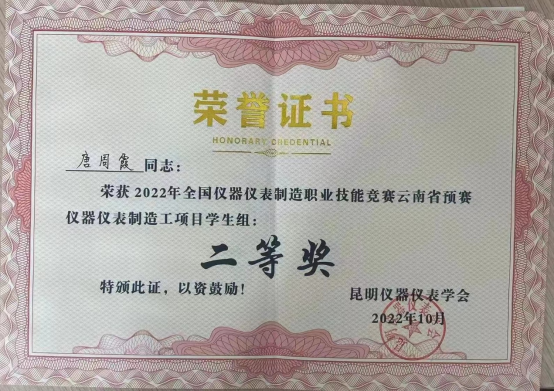 荣誉证书
HONORARY CREDENTIAL
唐周霞 同志：
荣获2022年全国仪器仪表制造职业技能竞赛云南省预赛
仪器仪表制造工项目学生组：
二等奖
特颁此证，以资鼓励！
昆明仪器仪表学会
2022年10月